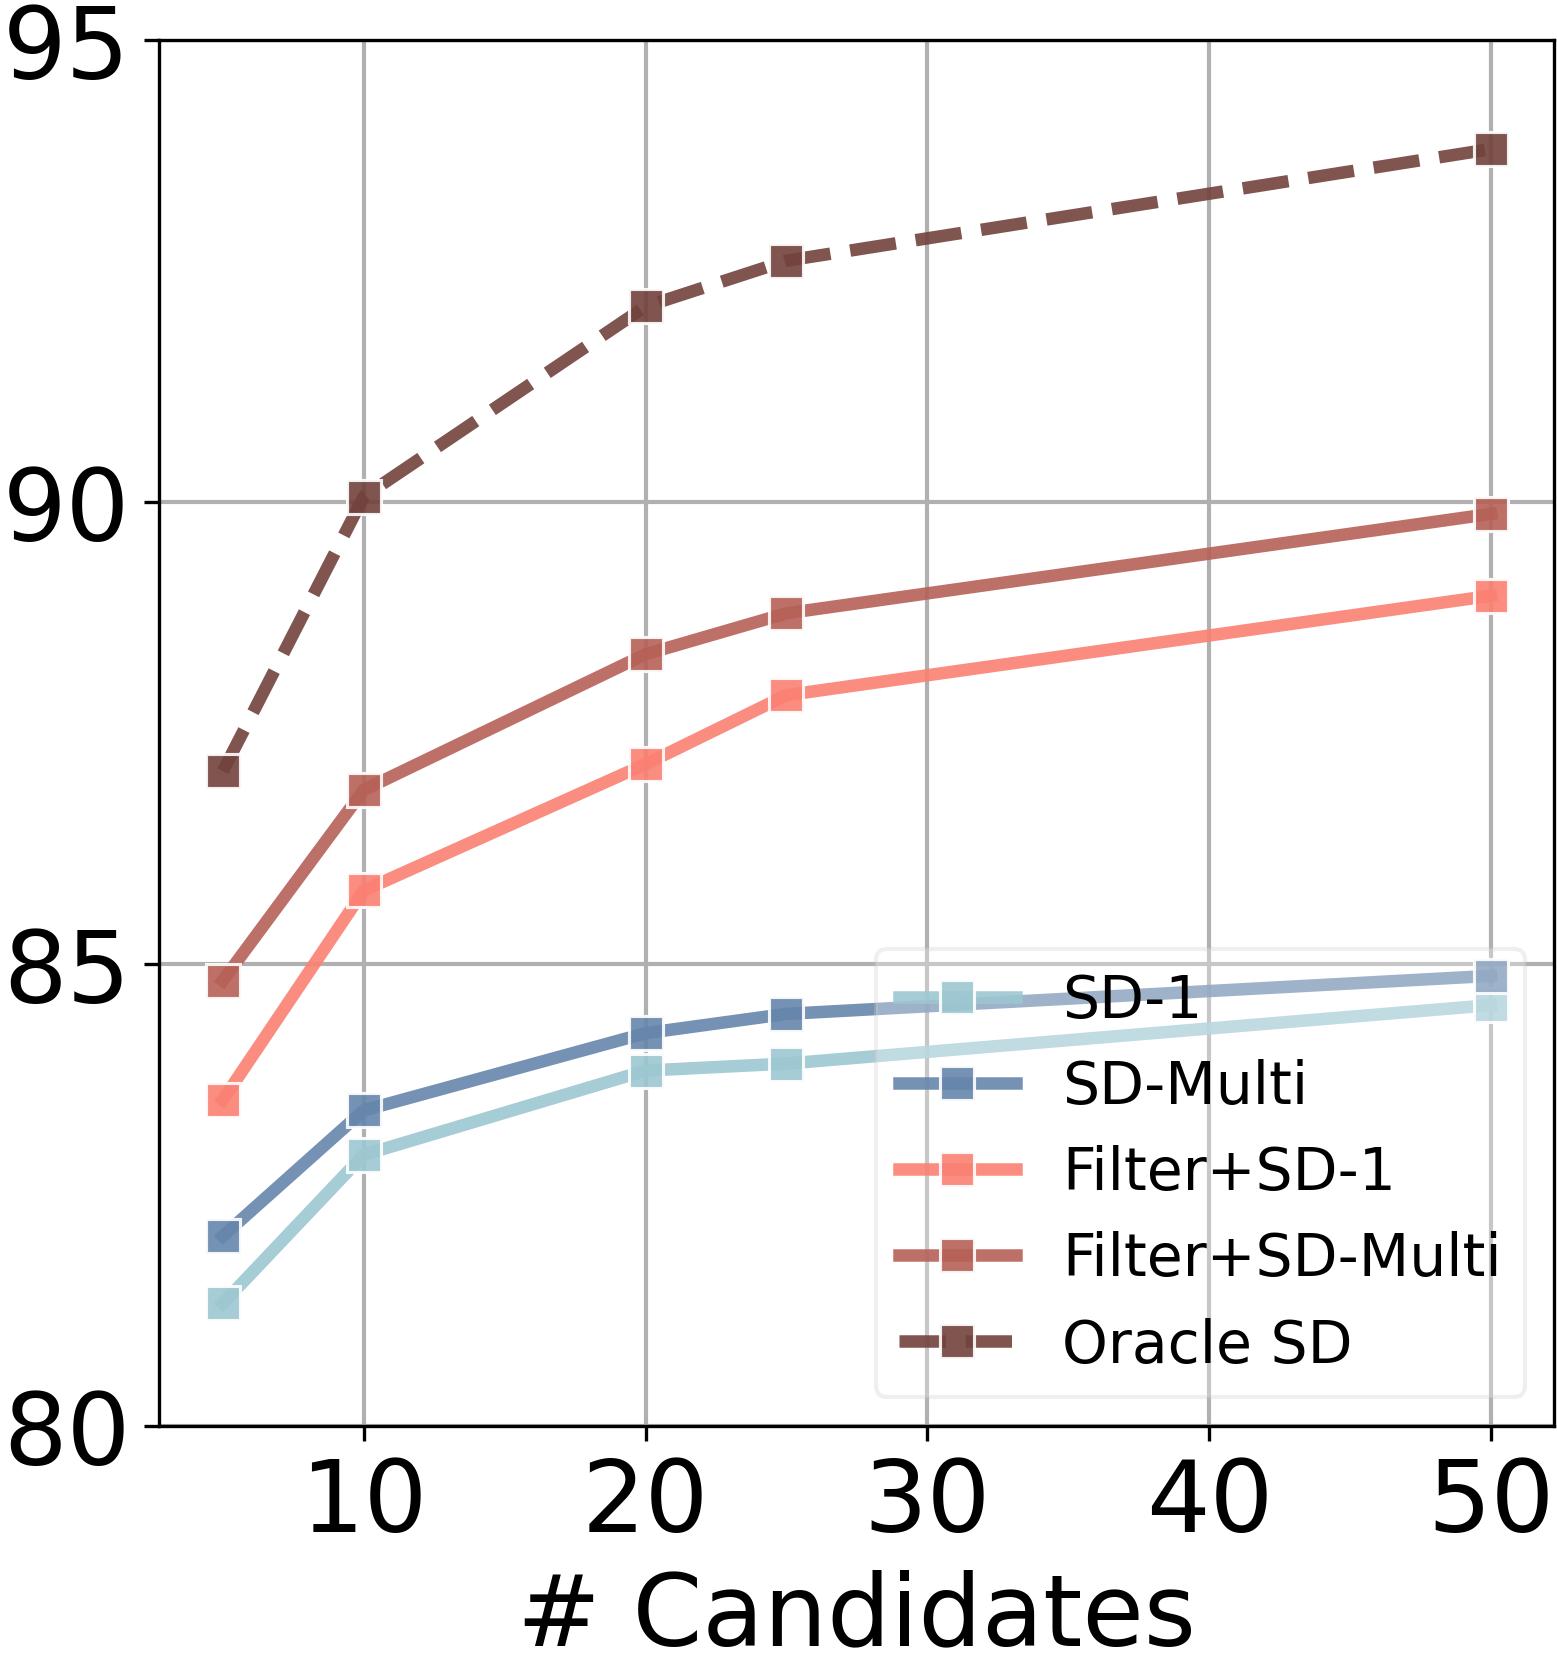 95
90
85
80
SD-1
SD-Multi
Filter+SD-1
Filter+SD-Multi
Oracle SD
10 20 30 40 50
# Candidates